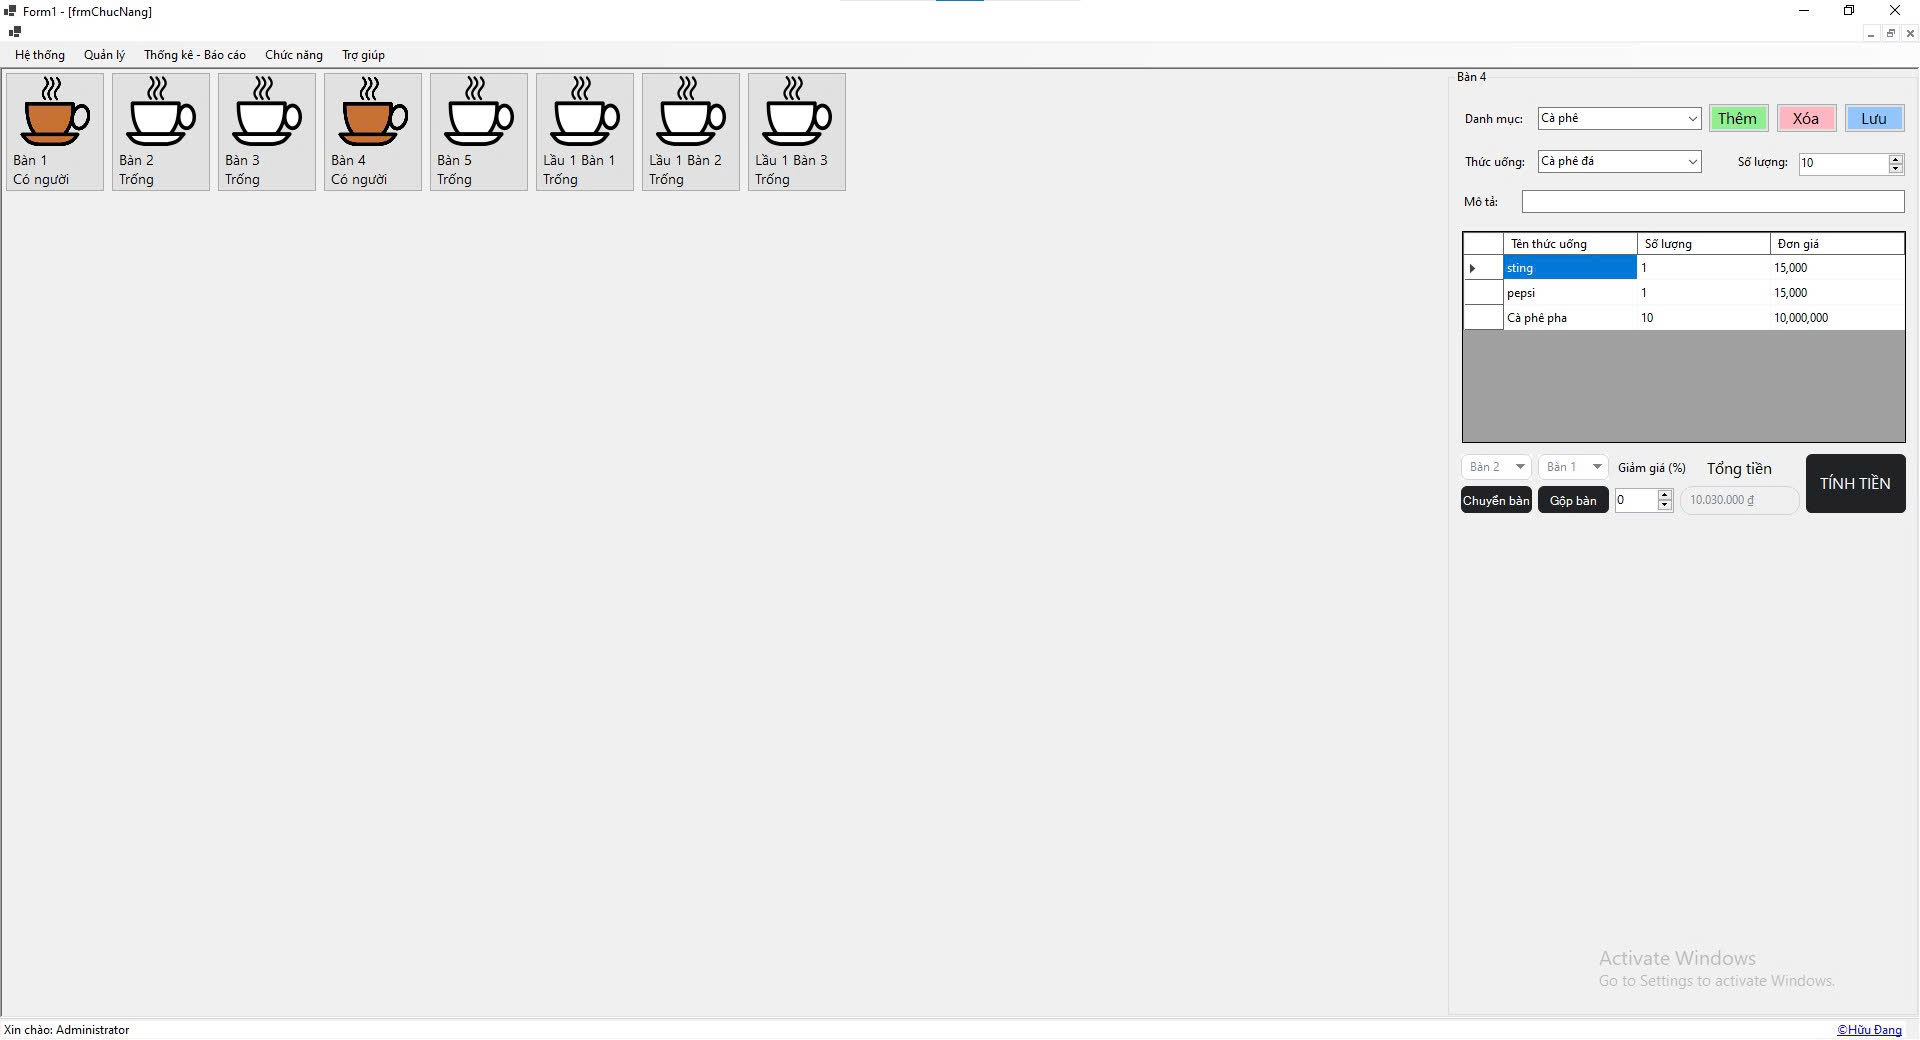 Form1 - [frmChucNang]
Hệ thống Quản lý Thống kê - Báo cáo Chức năng Trợ giúp
Bàn 1
Có người
Bàn 2
Trống
Bàn 3
Trống
Bàn 4
Có người
Bàn 5
Trống
Lầu 1 Bàn 1
Trống
Lầu 1 Bàn 2
Trống
Lầu 1 Bàn 3
Trống
Bàn 4
Danh mục: Cà phê Thêm Xóa Lưu
Thức uống: Cà phê đá Số lượng: 10
Mô tả:
Tên thức uống Số lượng Đơn giá
sting 1 15,000
pepsi 1 15,000
Cà phê pha 10 10,000,000
Bàn 2 Bàn 1 Giảm giá (%) Tổng tiền
Chuyển bàn Gộp bàn 0 10.030.000 ₫
TÍNH TIỀN
Activate Windows
Go to Settings to activate Windows.
Xin chào: Administrator
©Hữu Đang